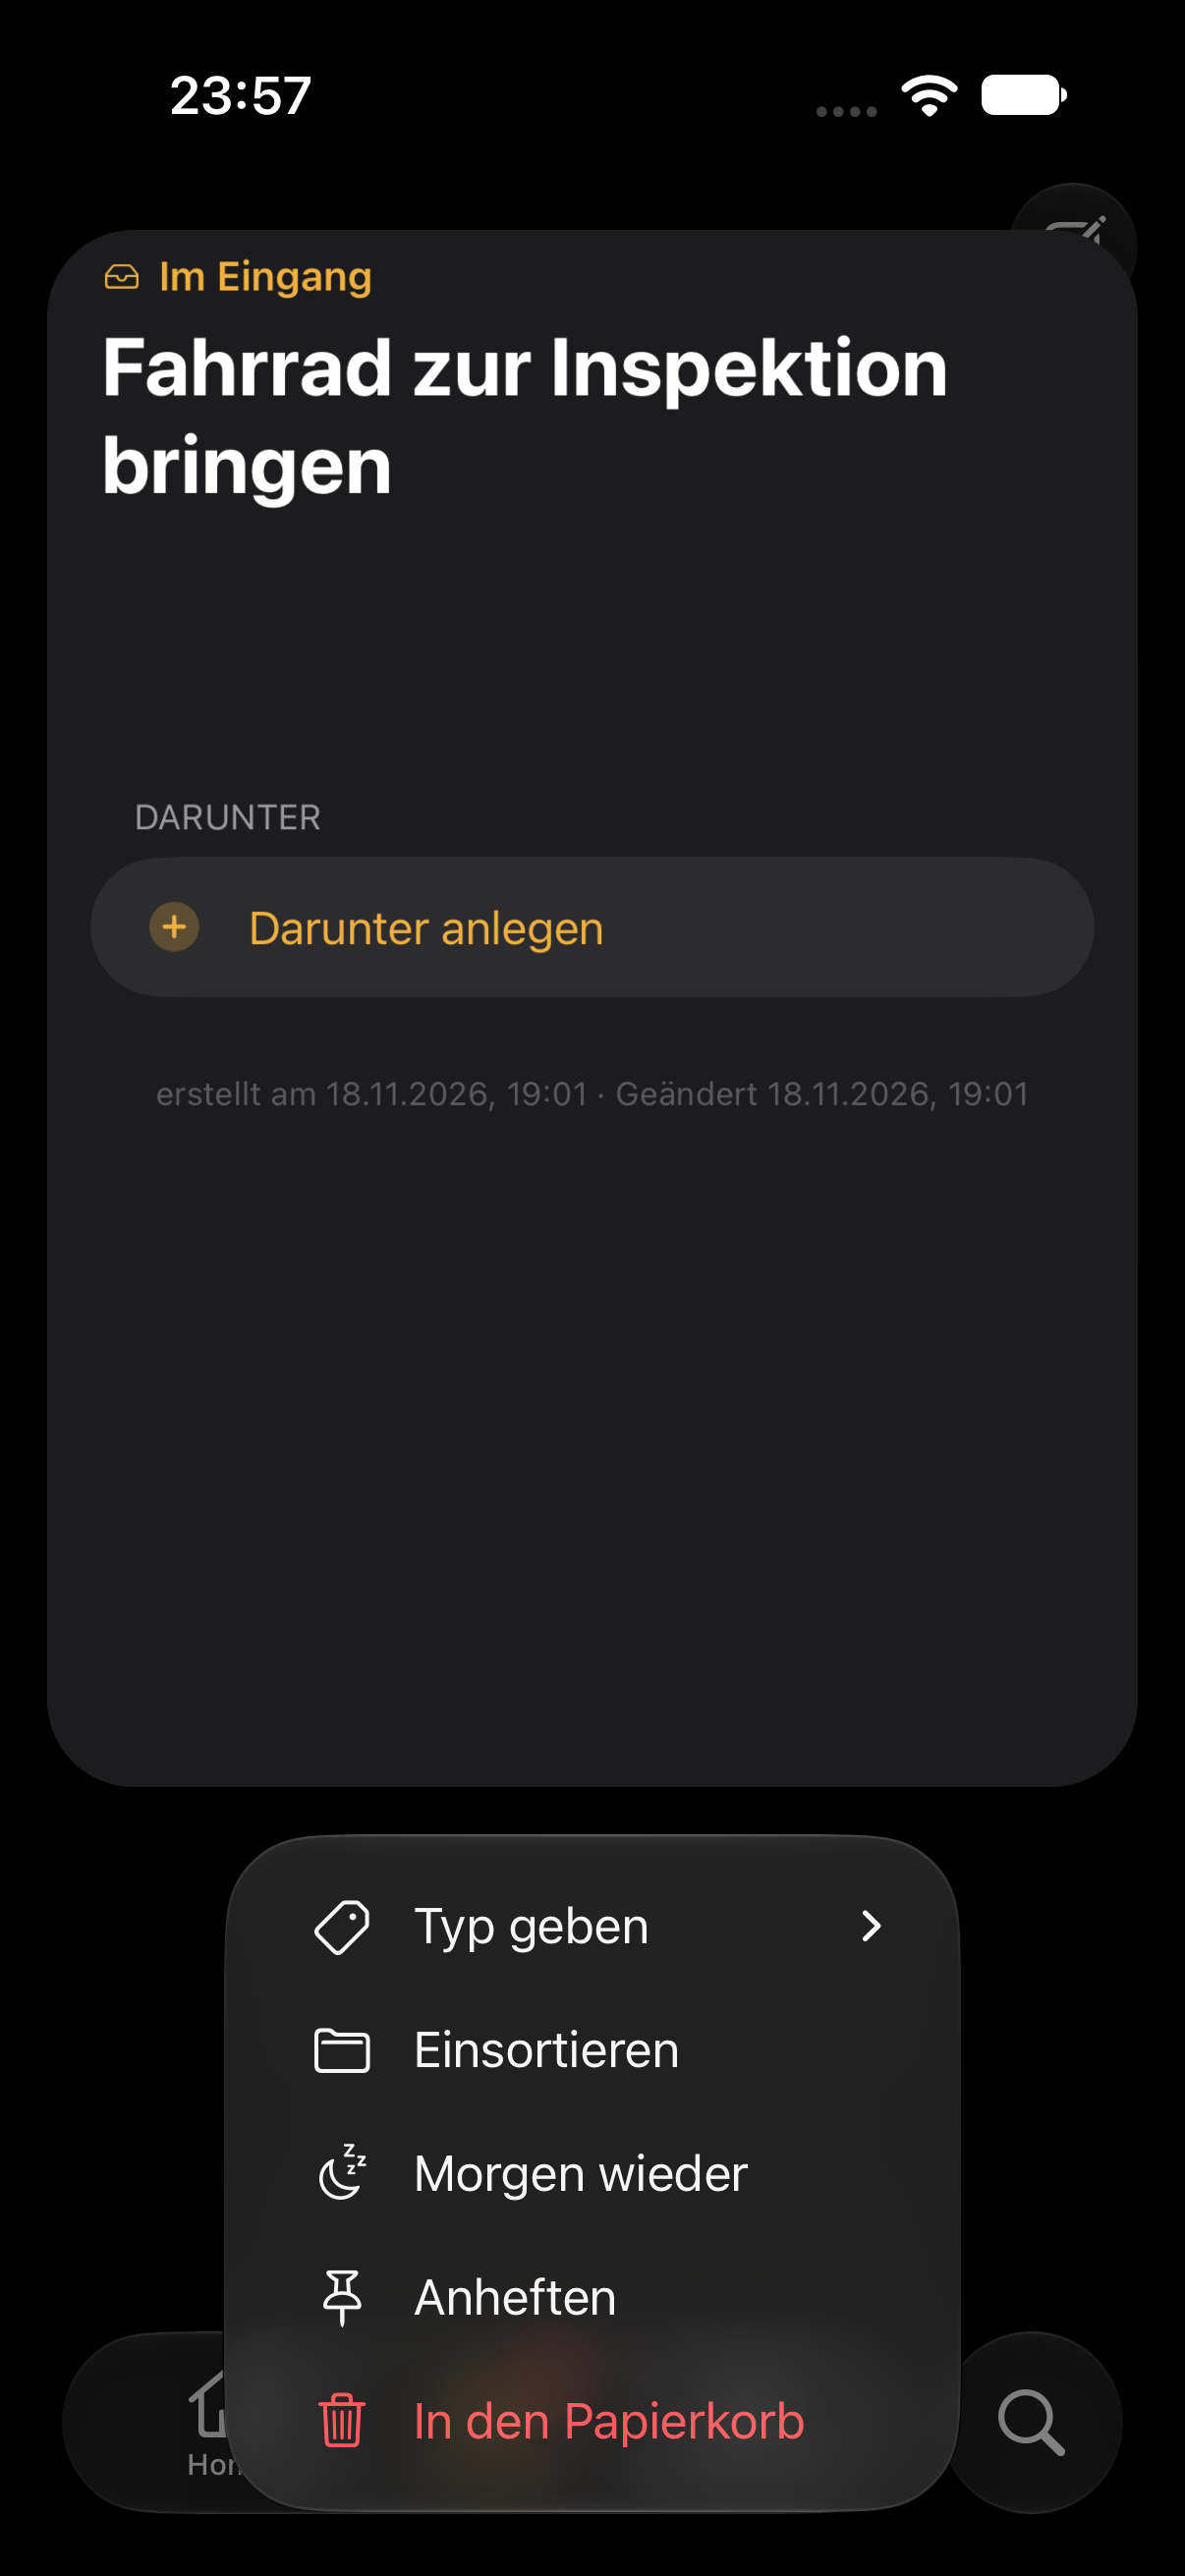 23:57
Im Eingang
Fahrrad zur Inspektion
bringen
DARUNTER
Darunter anlegen
erstellt am 18.11.2026, 19:01 · Geändert 18.11.2026, 19:01
Typ geben
Einsortieren
Morgen wieder
Anheften
In den Papierkorb